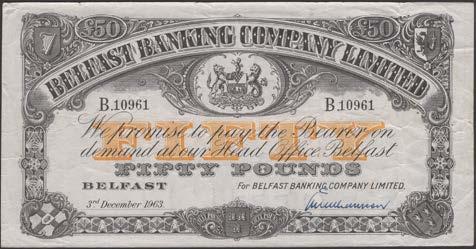 £50 £50
BELFAST BANKING COMPANY LIMITED
B.10961 B.10961
FIFTY
We promise to pay the Bearer on
demand at our Head Office, Belfast
FIFTY POUNDS
BELFAST For BELFAST BANKING COMPANY LIMITED.
3rd December 1963.